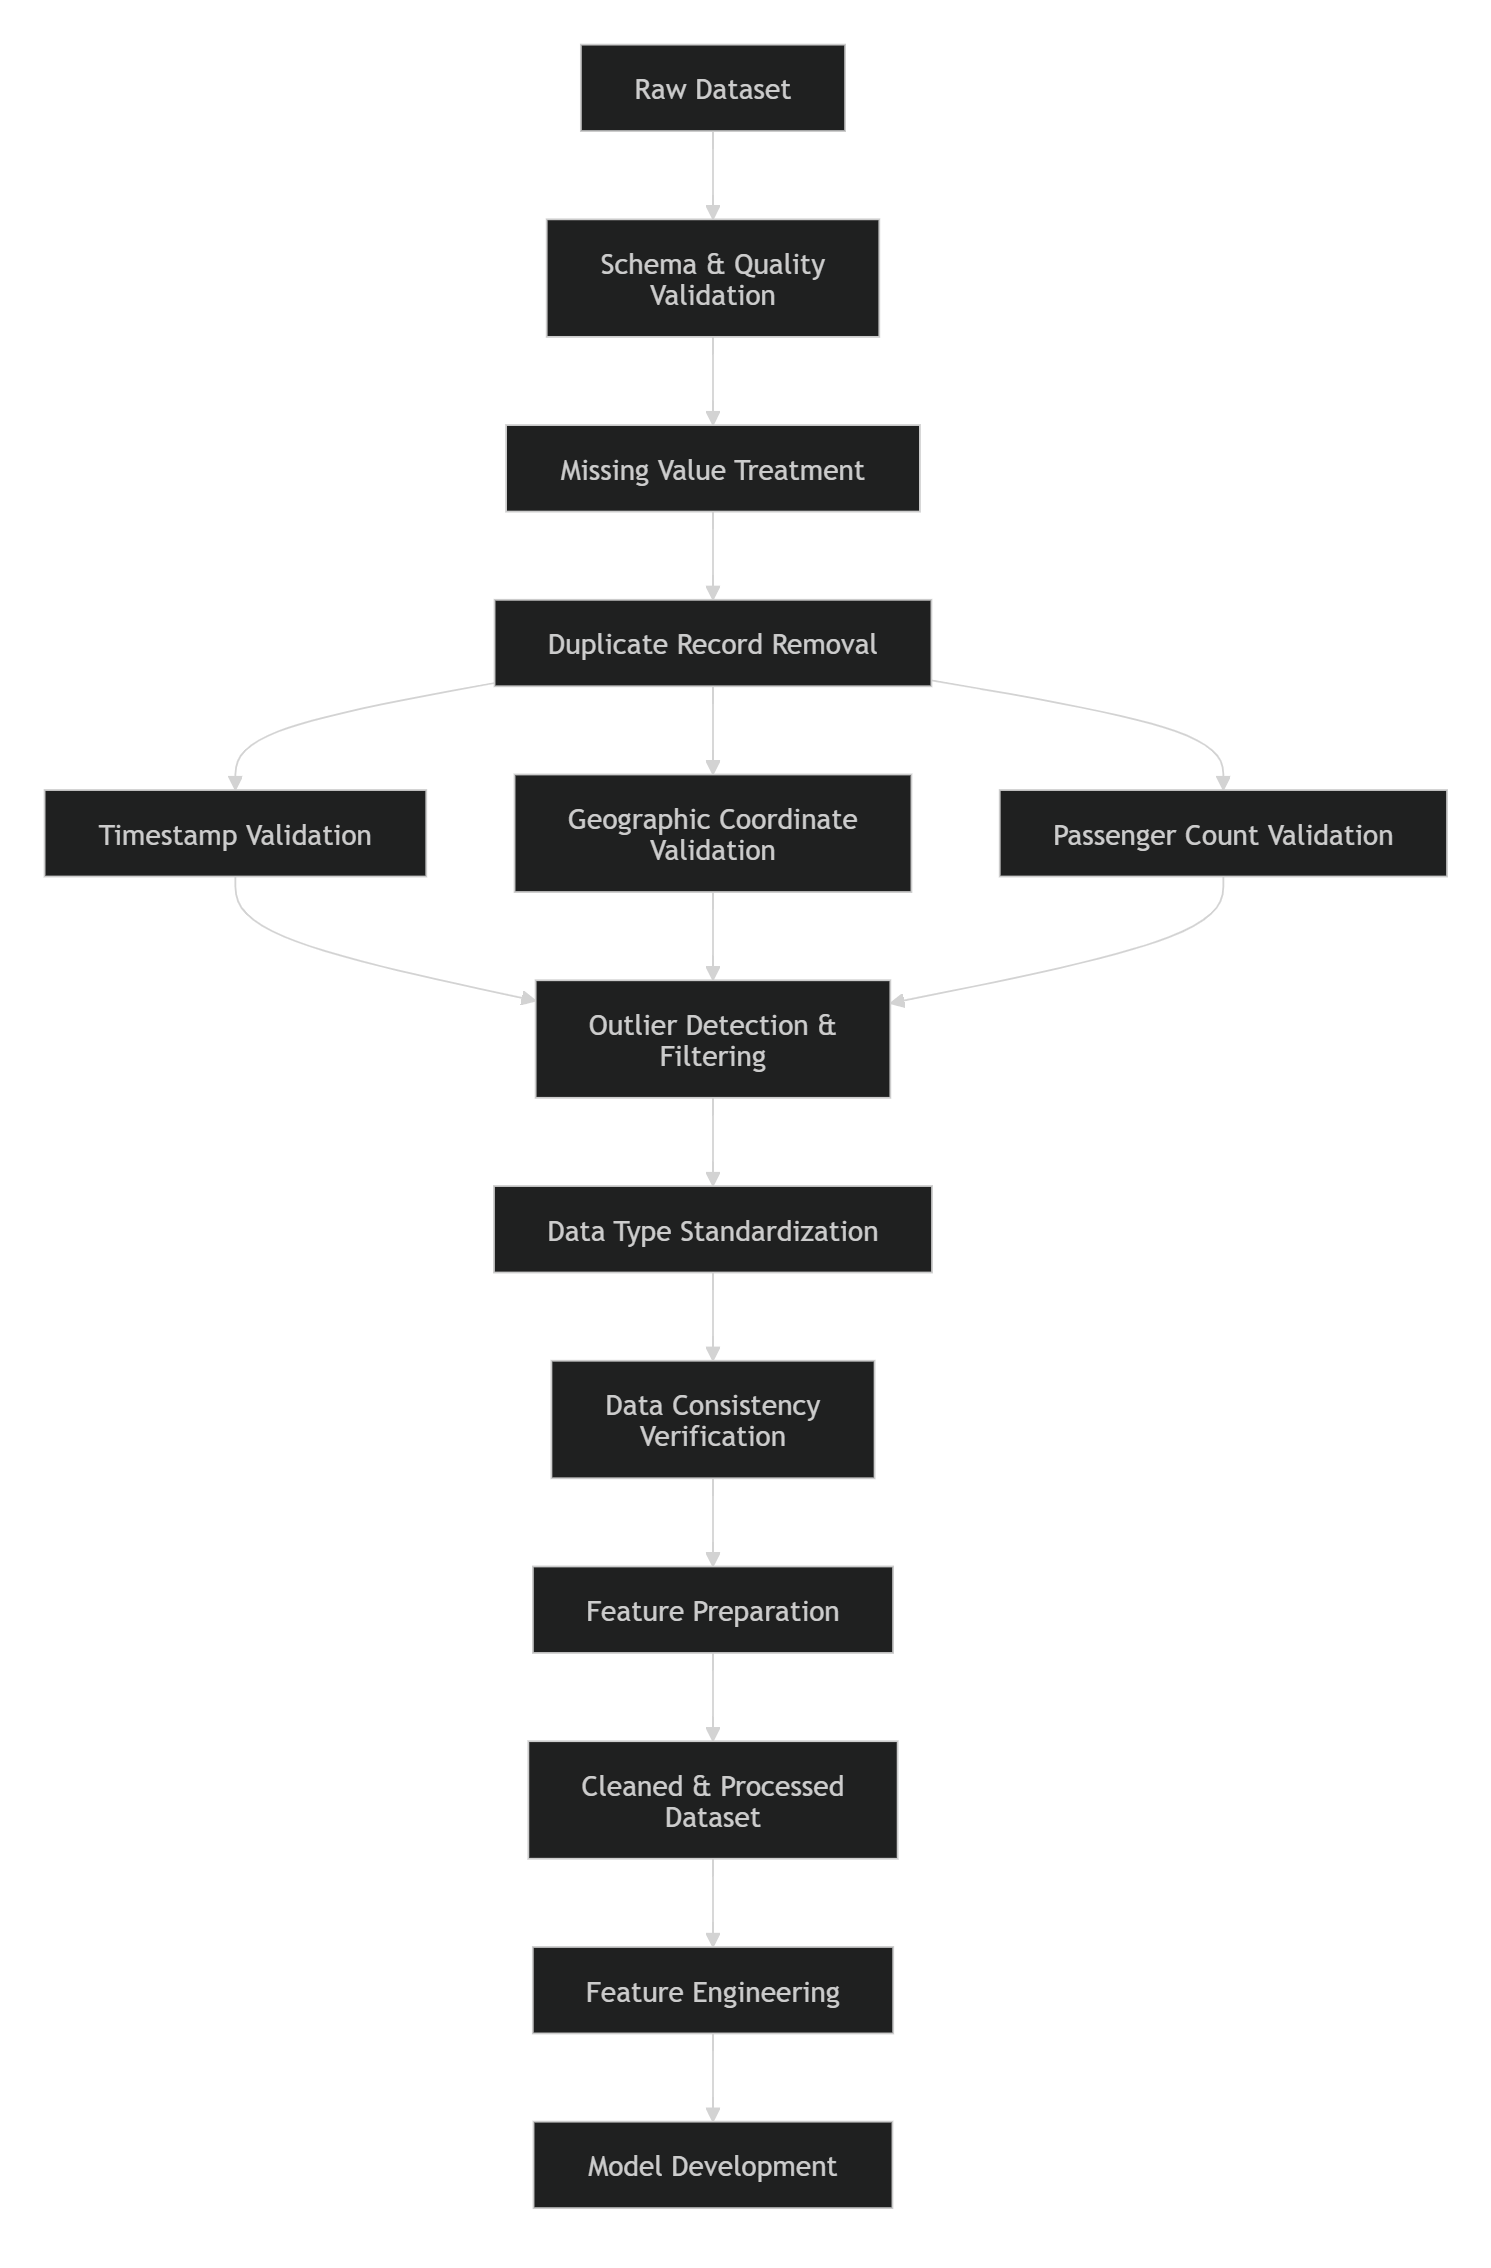 Raw Dataset
Schema & Quality
Validation
Missing Value Treatment
Duplicate Record Removal
Timestamp Validation
Geographic Coordinate
Validation
Passenger Count Validation
Outlier Detection &
Filtering
Data Type Standardization
Data Consistency
Verification
Feature Preparation
Cleaned & Processed
Dataset
Feature Engineering
Model Development